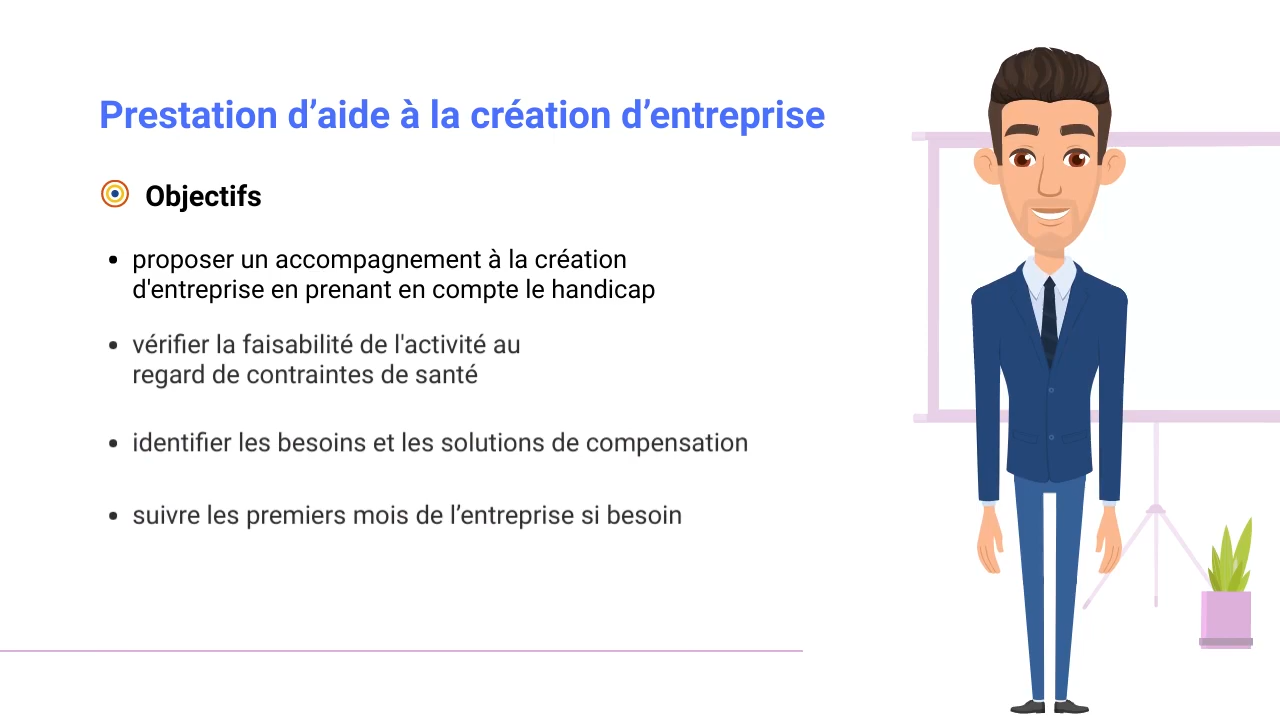 Prestation d’aide à la création d’entreprise
Objectifs
• proposer un accompagnement à la création
d'entreprise en prenant en compte le handicap
• vérifier la faisabilité de l'activité au
regard de contraintes de santé
• identifier les besoins et les solutions de compensation
• suivre les premiers mois de l’entreprise si besoin